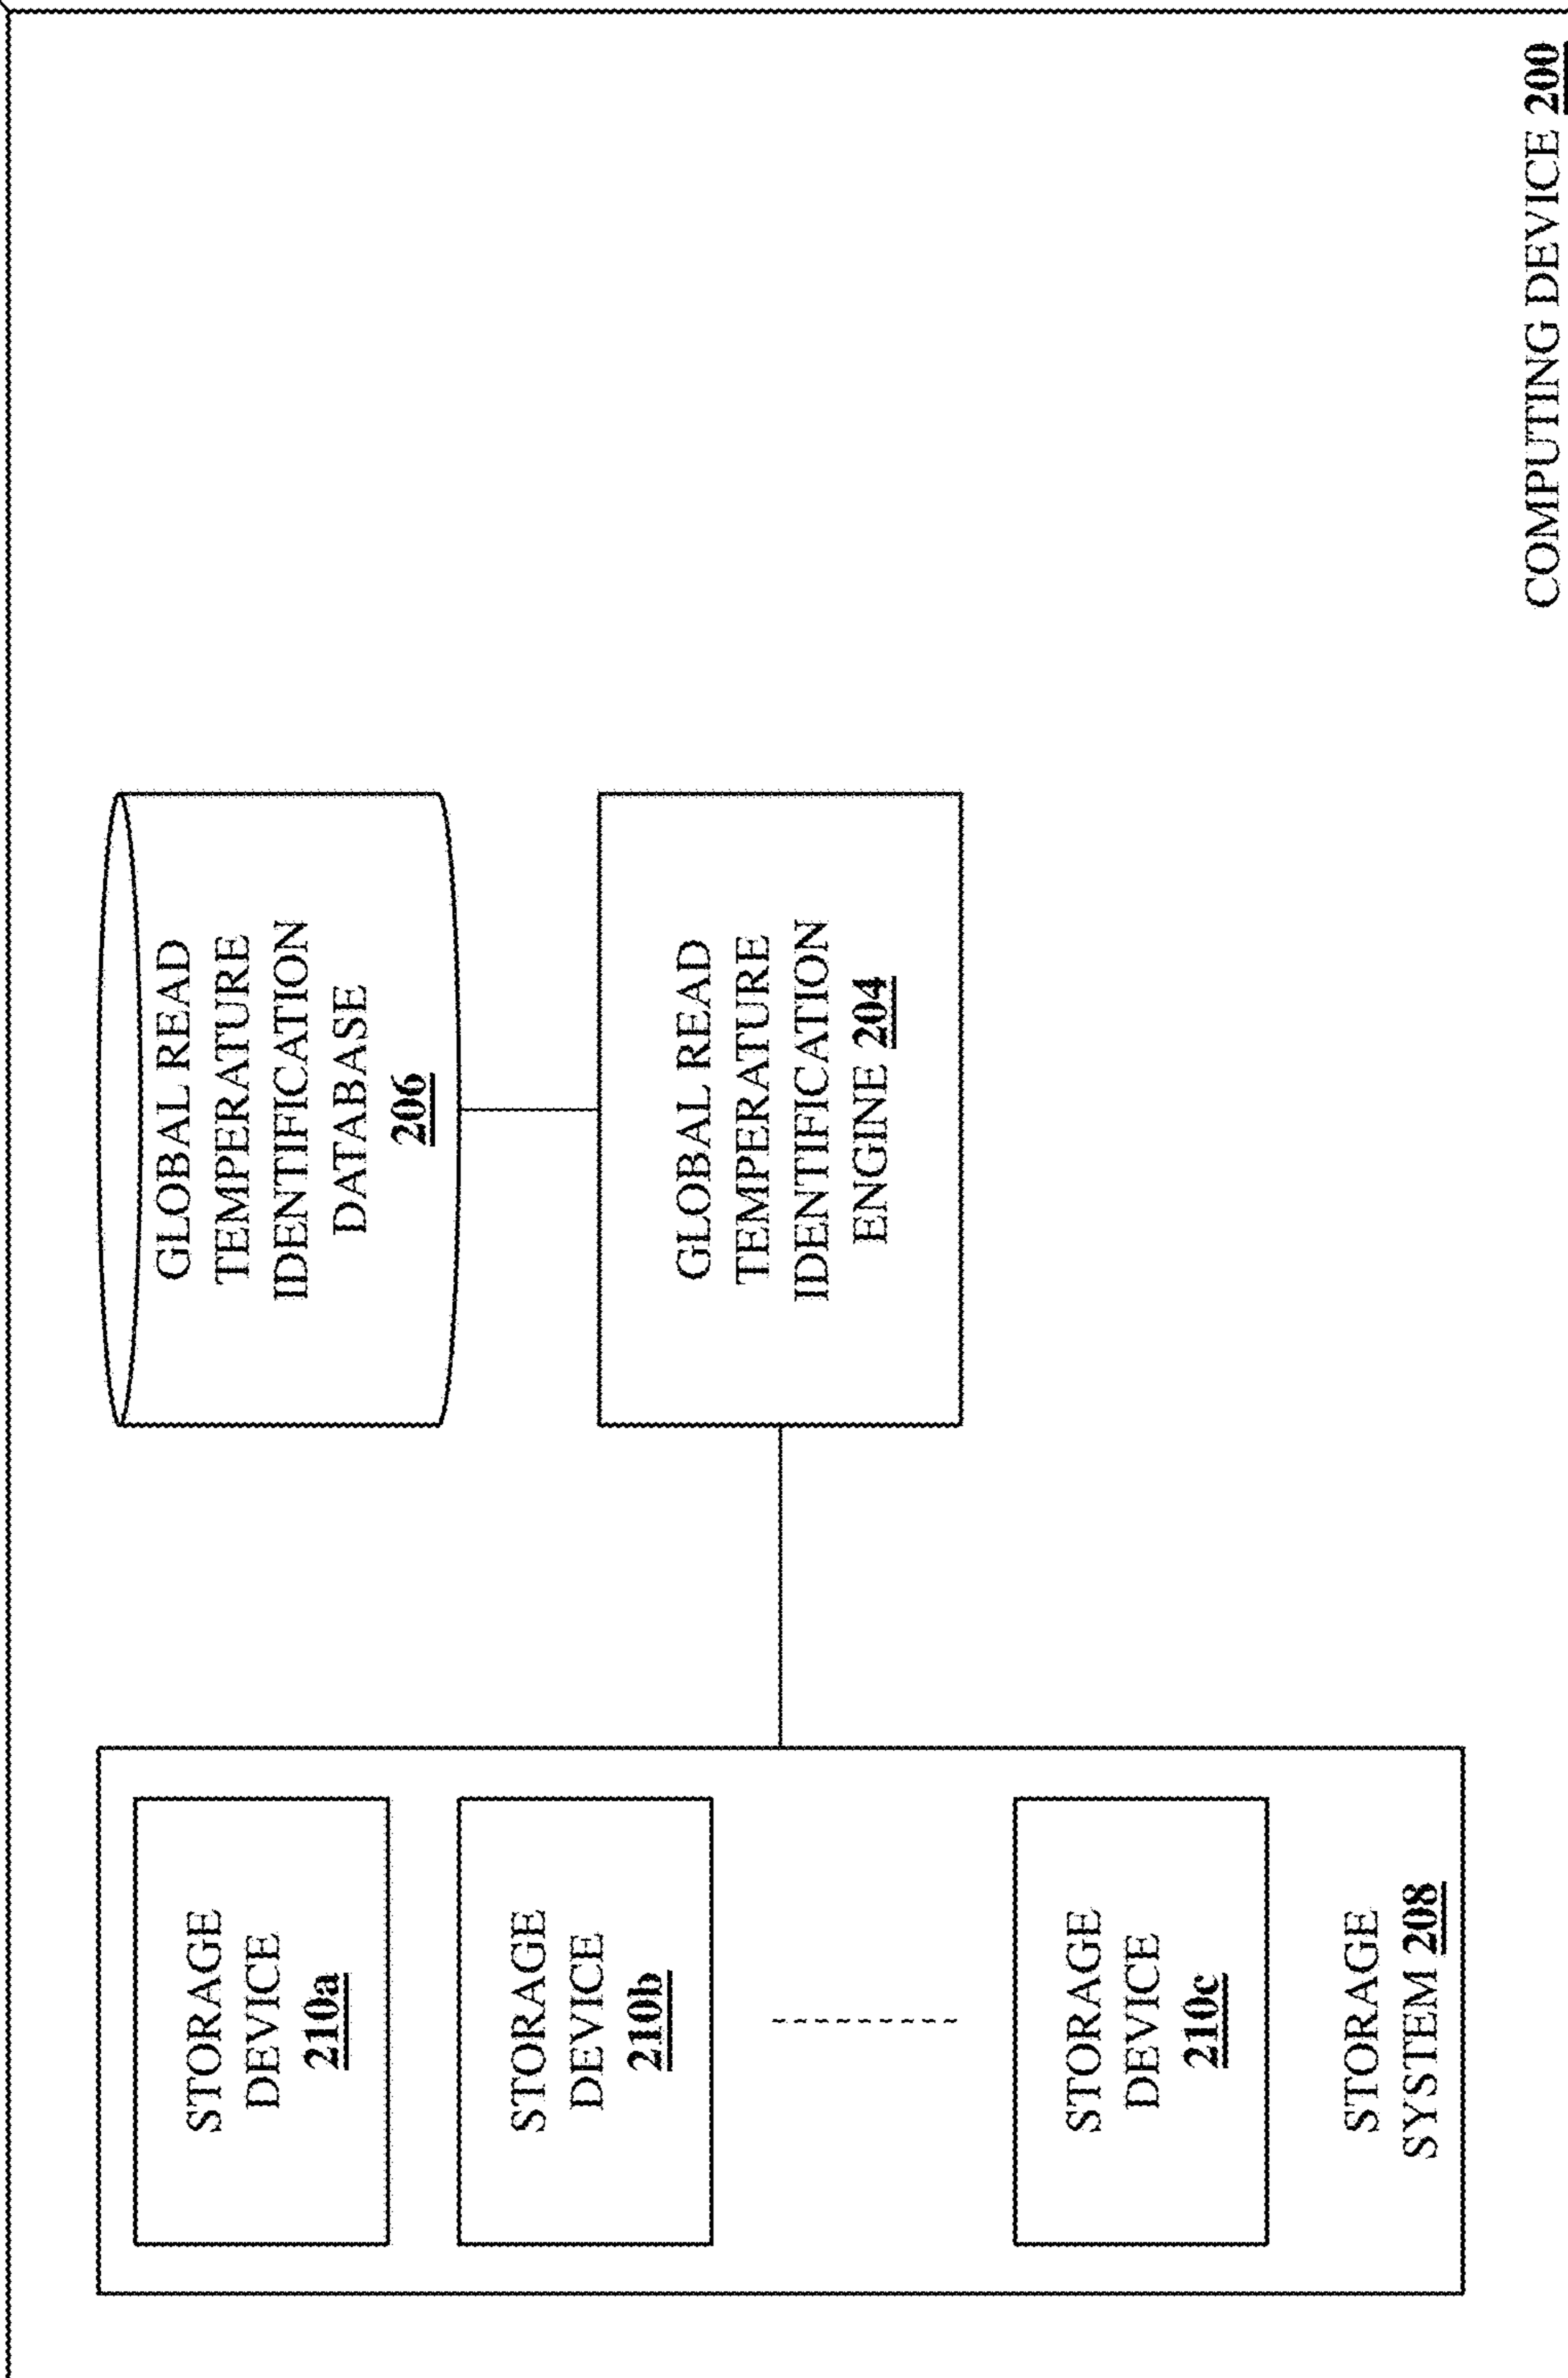 STORAGE
DEVICE
210a
STORAGE
DEVICE
210b
STORAGE
DEVICE
210c
STORAGE
SYSTEM 208
GLOBAL READ
TEMPERATURE
IDENTIFICATION
DATABASE
206
GLOBAL READ
TEMPERATURE
IDENTIFICATION
ENGINE 204
COMPUTING DEVICE 200